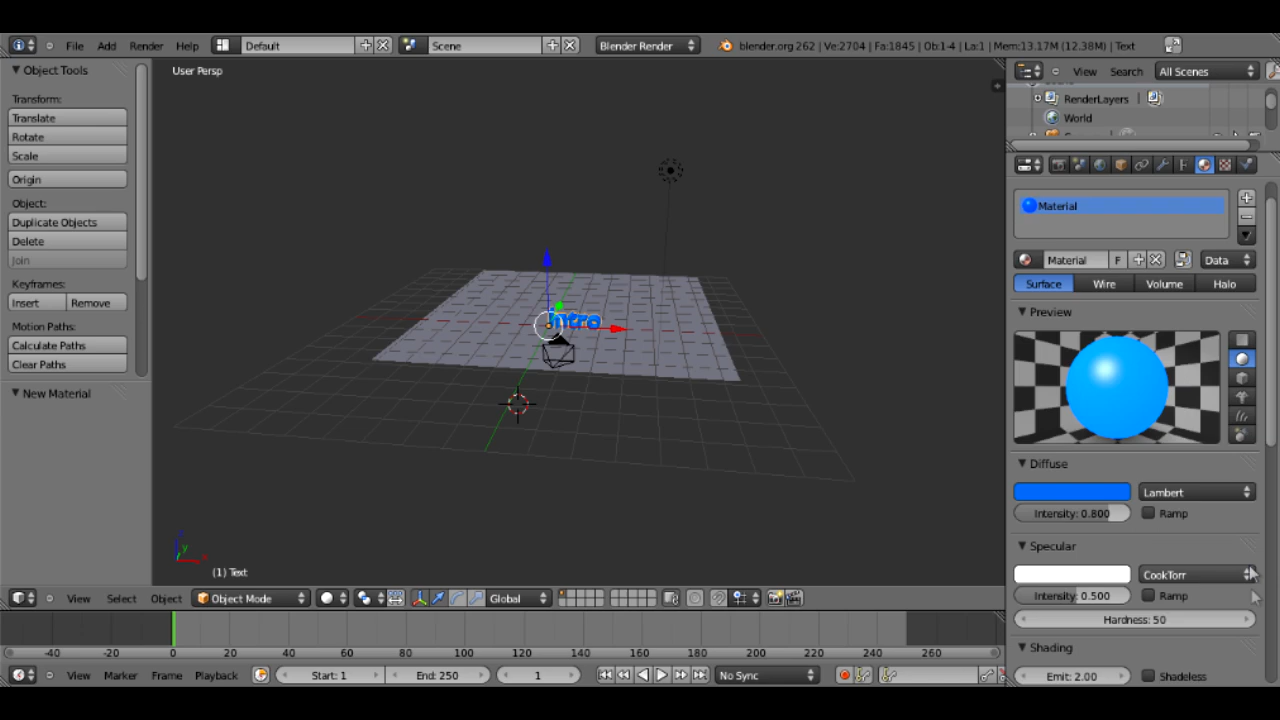 File Add Render Help Default Scene Blender Render blender.org 262 | Ve:2704 | Fa:1845 | Ob:1-4 | La:1 | Mem:13.17M (12.38M) | Text
Object Tools
Transform:
Translate
Rotate
Scale
Origin
Object:
Duplicate Objects
Delete
Join
Keyframes:
Insert Remove
Motion Paths:
Calculate Paths
Clear Paths
New Material
User Persp
intro
(1) Text
View Select Object Object Mode Global
-40 -20 0 20 40 60 80 100 120 140 160 180 200 220 240 260
View Marker Frame Playback Start: 1 End: 250 1 No Sync
View Search All Scenes
RenderLayers |
World
Material
Material F Data
Surface Wire Volume Halo
Preview
Diffuse
Lambert
Intensity: 0.800 Ramp
Specular
CookTorr
Intensity: 0.500 Ramp
Hardness: 50
Shading
Emit: 2.00 Shadeless